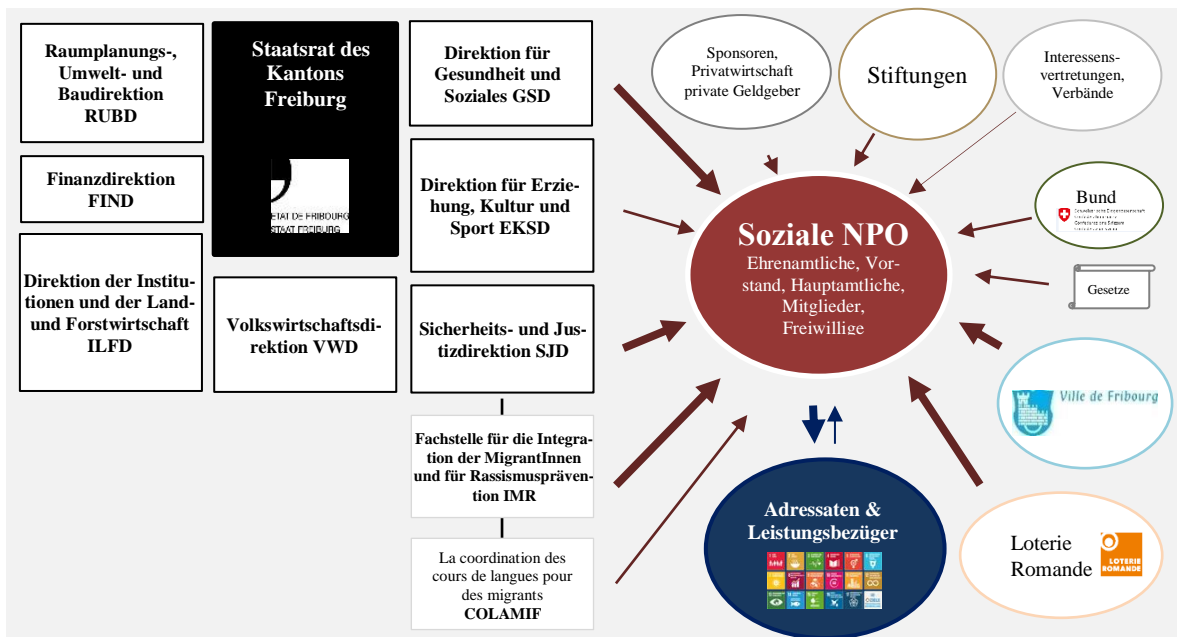 Raumplanungs-,
Umwelt- und
Baudirektion
RUBD
Finanzdirektion
FIND
Direktion der Institu-
tionen und der Land-
und Forstwirtschaft
ILFD
Staatsrat des
Kantons
Freiburg
ETAT DE FRIBOURG
STAAT FREIBURG
Volkswirtschaftsdi-
rektion VWD
Direktion für
Gesundheit und
Soziales GSD
Direktion für Erzie-
hung, Kultur und
Sport EKSD
Sicherheits- und Jus-
tizdirektion SJD
Fachstelle für die Integra-
tion der MigrantInnen
und für Rassismuspräven-
tion IMR
La coordination des
cours de langues pour
des migrants
COLAMIF
Sponsoren,
Privatwirtschaft
private Geldgeber
Stiftungen
Interessens-
vertretungen,
Verbände
Bund
Soziale NPO
Ehrenamtliche, Vor-
stand, Hauptamtliche,
Mitglieder,
Freiwillige
Gesetze
Ville de Fribourg
Adressaten &
Leistungsbezüger
Loterie
Romande
LOTERIE
ROMANDE